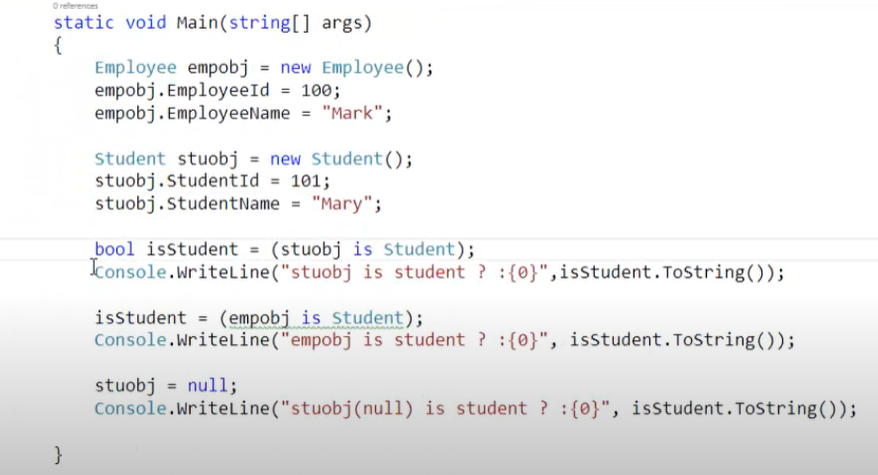 0 references
static void Main(string[] args)
{
Employee empobj = new Employee();
empobj.EmployeeId = 100;
empobj.EmployeeName = "Mark";
Student stuobj = new Student();
stuobj.StudentId = 101;
stuobj.StudentName = "Mary";
bool isStudent = (stuobj is Student);
Console.WriteLine("stuobj is student ? :{0}",isStudent.ToString());
isStudent = (empobj is Student);
Console.WriteLine("empobj is student ? :{0}", isStudent.ToString());
stuobj = null;
Console.WriteLine("stuobj(null) is student ? :{0}", isStudent.ToString());
}